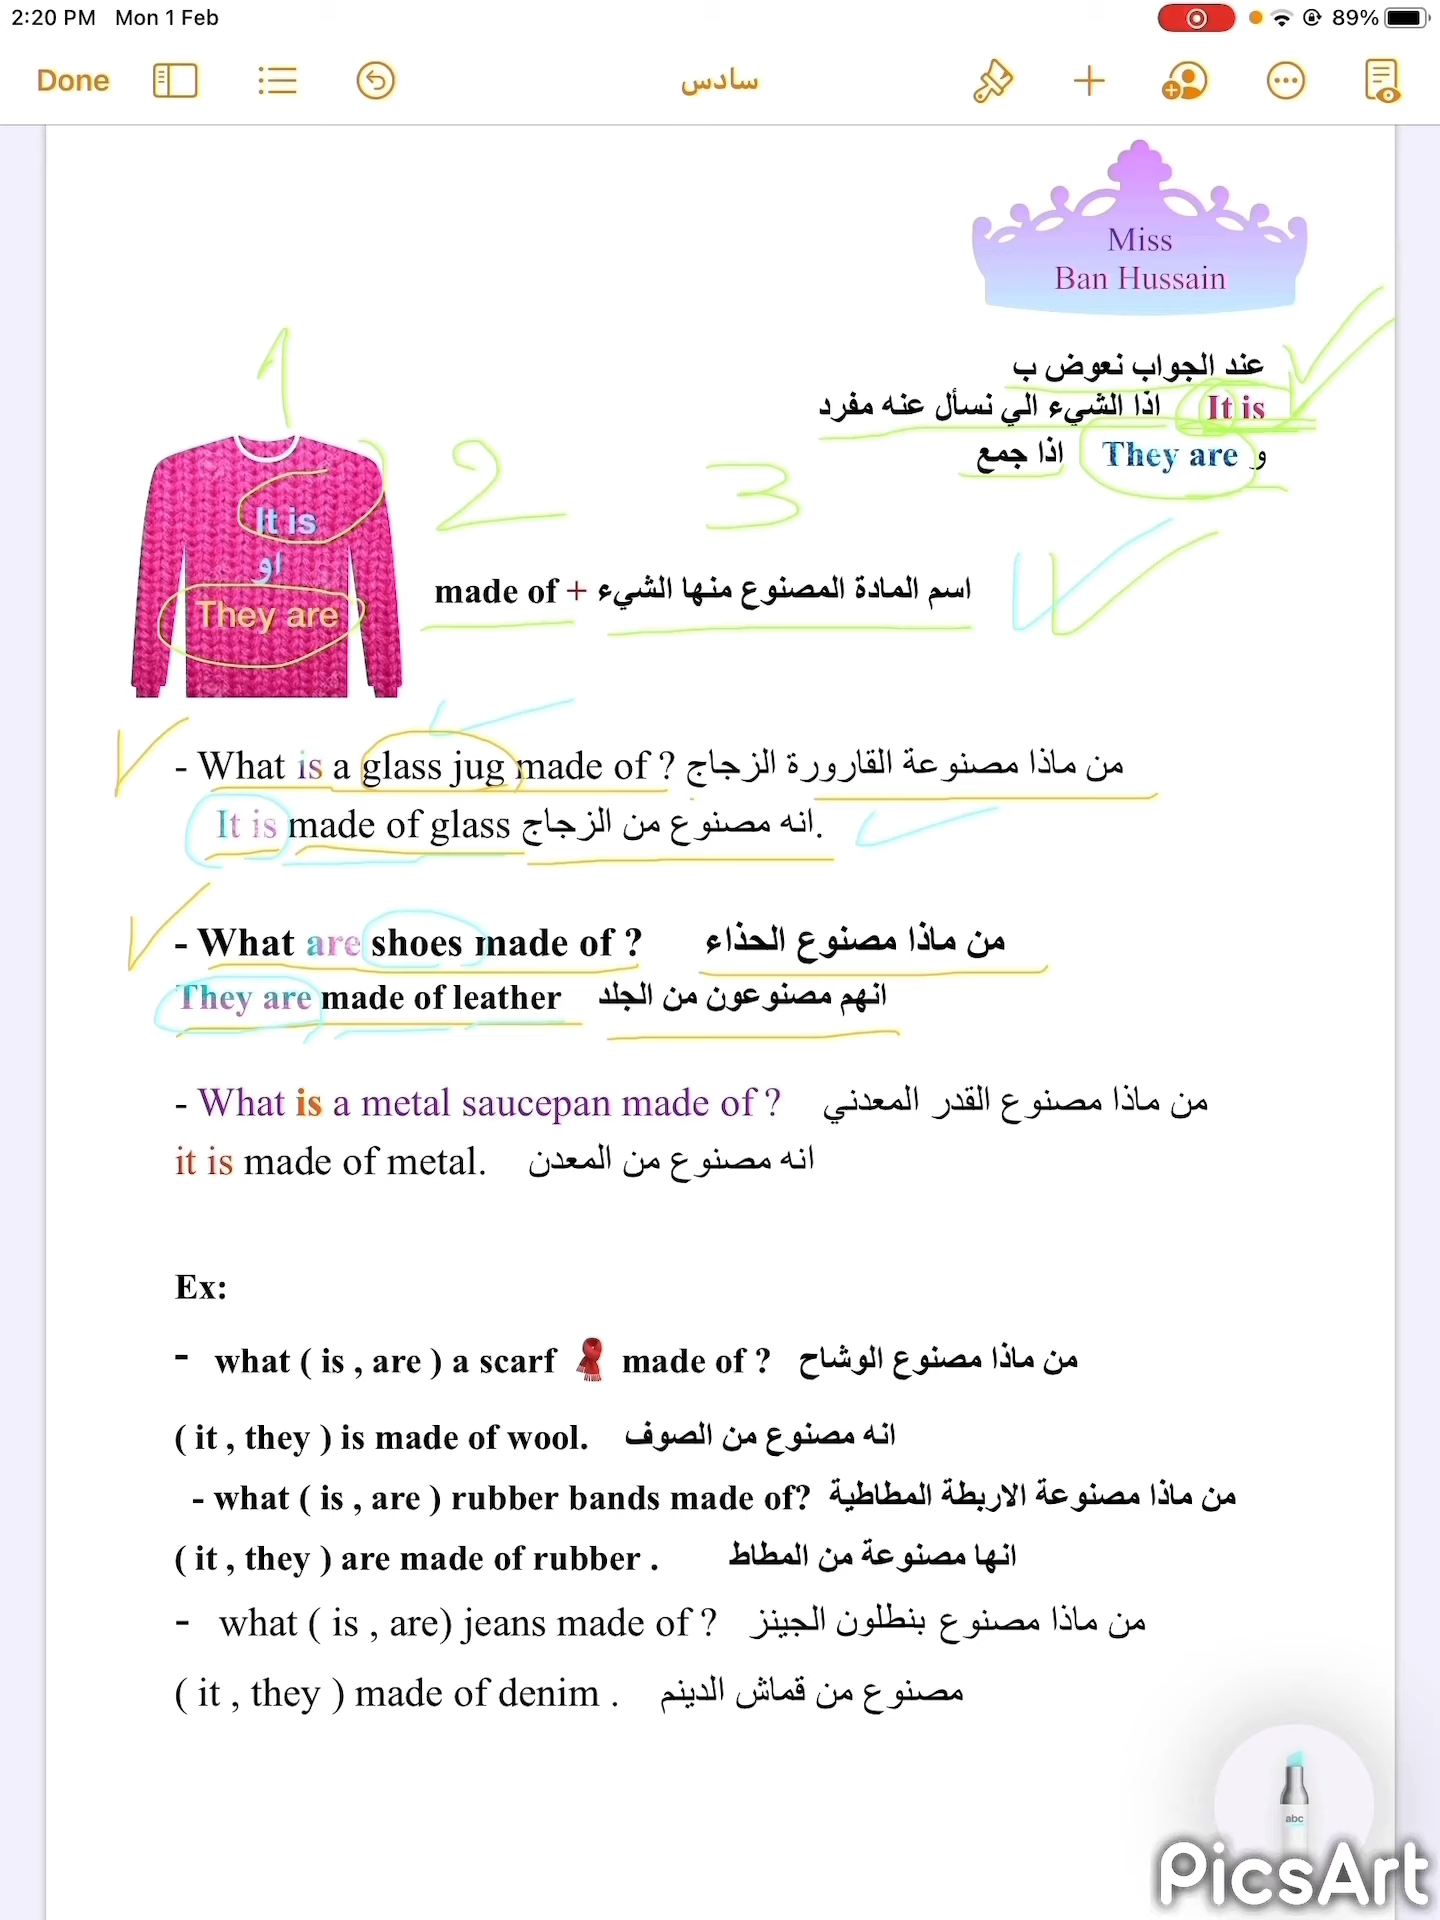 2:20 PM Mon 1 Feb 89%
Done سادس
Miss
Ban Hussain
عند الجواب نعوض ب
It is اذا الشيء الي نسأل عنه مفرد
و They are اذا جمع
1
2 3
It is
او
They are
made of + اسم المادة المصنوع منها الشيء
- What is a glass jug made of ? من ماذا مصنوعة القارورة الزجاج
It is made of glass انه مصنوع من الزجاج.
- What are shoes made of ? من ماذا مصنوع الحذاء
They are made of leather انهم مصنوعون من الجلد
- What is a metal saucepan made of ? من ماذا مصنوع القدر المعدني
it is made of metal. انه مصنوع من المعدن
Ex:
- what ( is , are ) a scarf 🧣 made of ? من ماذا مصنوع الوشاح
( it , they ) is made of wool. انه مصنوع من الصوف
- what ( is , are ) rubber bands made of? من ماذا مصنوعة الاربطة المطاطية
( it , they ) are made of rubber . انها مصنوعة من المطاط
- what ( is , are) jeans made of ? من ماذا مصنوع بنطلون الجينز
( it , they ) made of denim . مصنوع من قماش الدينم
abc
PicsArt